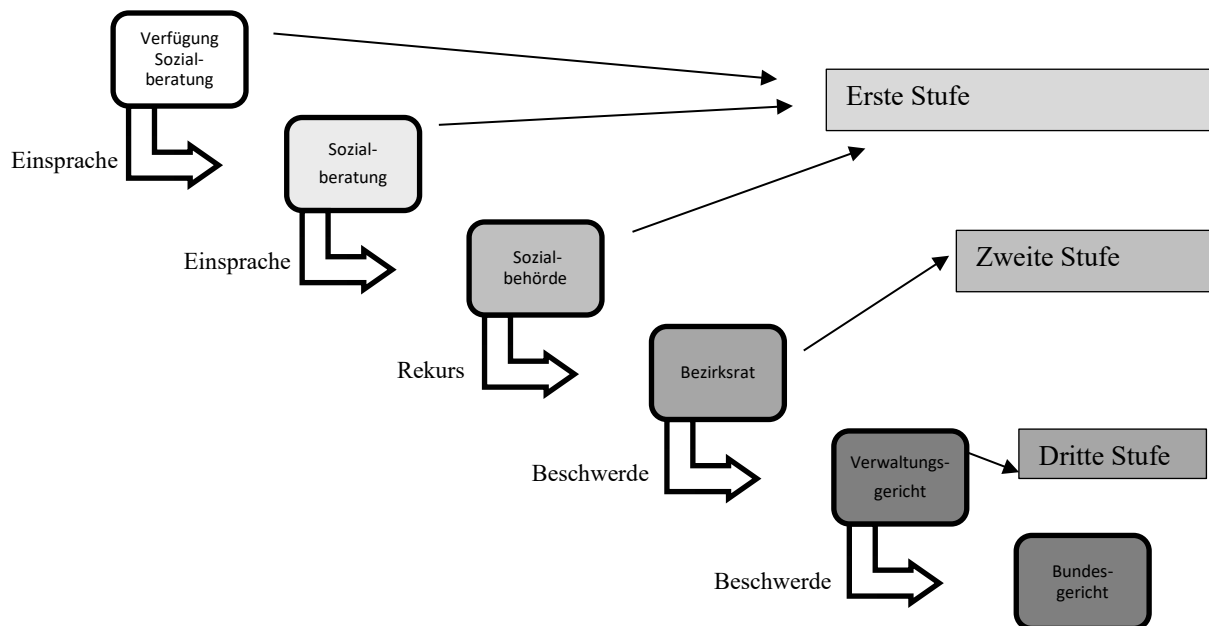 Verfügung
Sozial-
beratung
Erste Stufe
Einsprache
Sozial-
beratung
Einsprache
Sozial-
behörde
Zweite Stufe
Rekurs
Bezirksrat
Beschwerde
Verwaltungs-
gericht
Dritte Stufe
Beschwerde
Bundes-
gericht